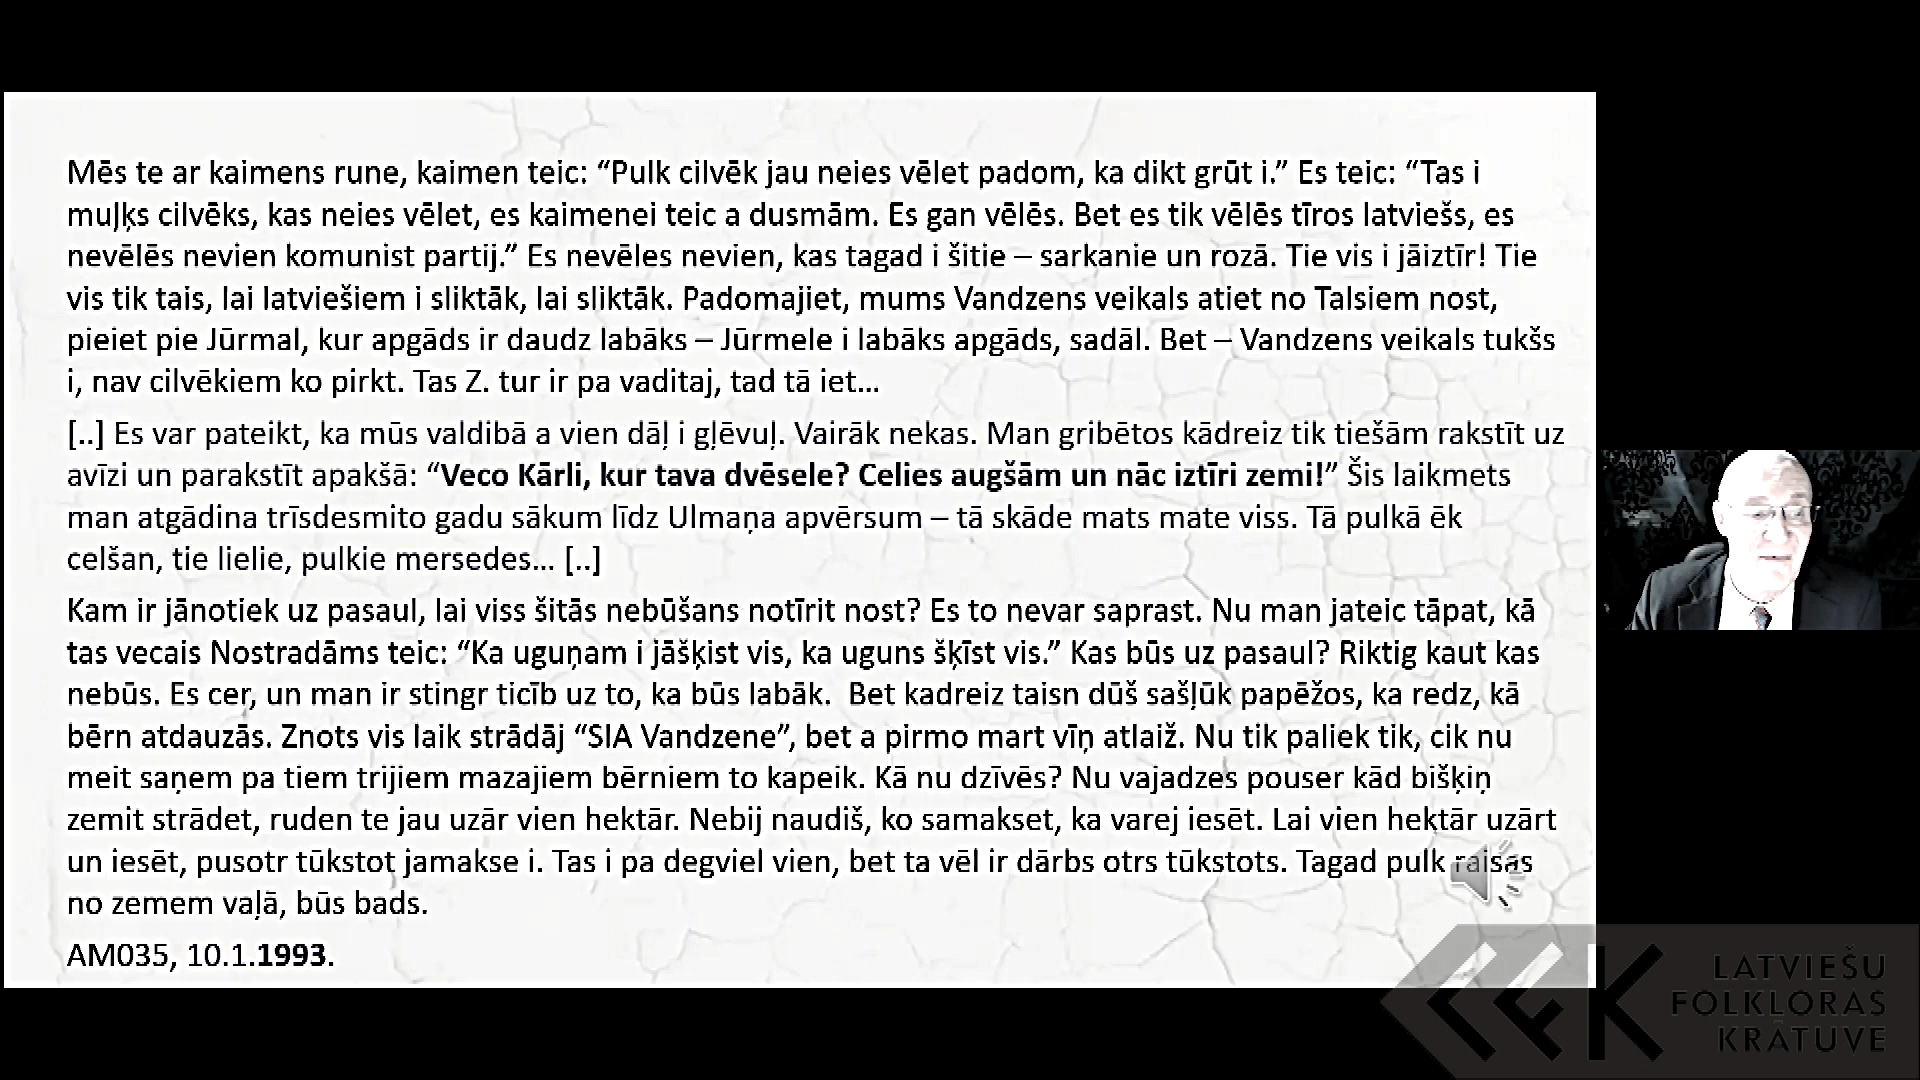 Mēs te ar kaimens rune, kaimen teic: “Pulk cilvēk jau neies vēlet padom, ka dikt grūt i.” Es teic: “Tas i
muļķs cilvēks, kas neies vēlet, es kaimenei teic a dusmām. Es gan vēlēs. Bet es tik vēlēs tīros latviešs, es
nevēlēs nevien komunist partij.” Es nevēles nevien, kas tagad i šitie – sarkanie un rozā. Tie vis i jāiztīr! Tie
vis tik tais, lai latviešiem i sliktāk, lai sliktāk. Padomajiet, mums Vandzens veikals atiet no Talsiem nost,
pieiet pie Jūrmal, kur apgāds ir daudz labāks – Jūrmele i labāks apgāds, sadāl. Bet – Vandzens veikals tukšs
i, nav cilvēkiem ko pirkt. Tas Z. tur ir pa vaditaj, tad tā iet...
[..] Es var pateikt, ka mūs valdibā a vien dāļ i gļēvuļ. Vairāk nekas. Man gribētos kādreiz tik tiešām rakstīt uz
avīzi un parakstīt apakšā: “Veco Kārli, kur tava dvēsele? Celies augšām un nāc iztīri zemi!” Šis laikmets
man atgādina trīsdesmito gadu sākum līdz Ulmaņa apvērsum – tā skāde mats mate viss. Tā pulkā ēk
celšan, tie lielie, pulkie mersedes... [..]
Kam ir jānotiek uz pasaul, lai viss šitās nebūšans notīrit nost? Es to nevar saprast. Nu man jateic tāpat, kā
tas vecais Nostradāms teic: “Ka uguņam i jāšķist vis, ka uguns šķīst vis.” Kas būs uz pasaul? Riktig kaut kas
nebūs. Es cer, un man ir stingr ticīb uz to, ka būs labāk. Bet kadreiz taisn dūš sašļūk papēžos, ka redz, kā
bērn atdauzās. Znots vis laik strādāj “SIA Vandzene”, bet a pirmo mart vīņ atlaiž. Nu tik paliek tik, cik nu
meit saņem pa tiem trijiem mazajiem bērniem to kapeik. Kā nu dzīvēs? Nu vajadzes pouser kād bišķiņ
zemit strādet, ruden te jau uzār vien hektār. Nebij naudiš, ko samakset, ka varej iesēt. Lai vien hektār uzārt
un iesēt, pusotr tūkstot jamakse i. Tas i pa degviel vien, bet ta vēl ir dārbs otrs tūkstots. Tagad pulk raisas
no zemem vaļā, būs bads.
AM035, 10.1.1993.
LATVIEŠU
FOLKLORAS
KRĀTUVE